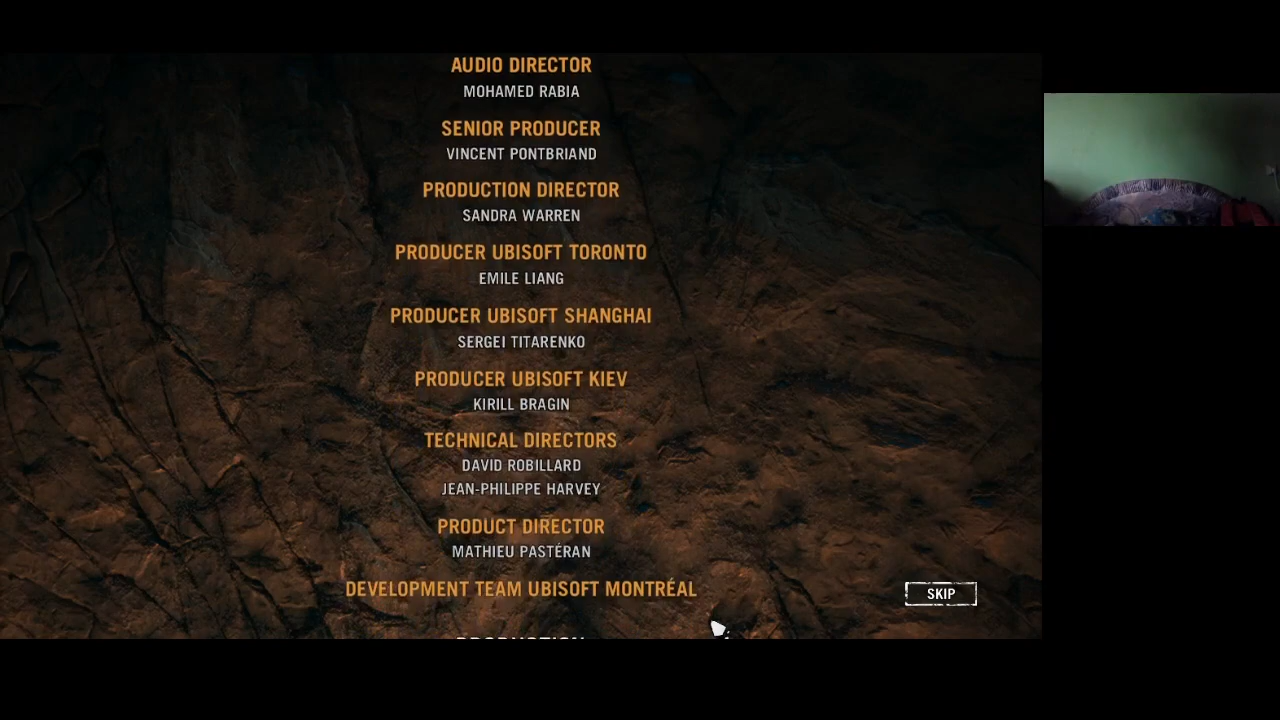 AUDIO DIRECTOR
MOHAMED RABIA
SENIOR PRODUCER
VINCENT PONTBRIAND
PRODUCTION DIRECTOR
SANDRA WARREN
PRODUCER UBISOFT TORONTO
EMILE LIANG
PRODUCER UBISOFT SHANGHAI
SERGEI TITARENKO
PRODUCER UBISOFT KIEV
KIRILL BRAGIN
TECHNICAL DIRECTORS
DAVID ROBILLARD
JEAN-PHILIPPE HARVEY
PRODUCT DIRECTOR
MATHIEU PASTÉRAN
DEVELOPMENT TEAM UBISOFT MONTRÉAL
SKIP
PRODUCTION